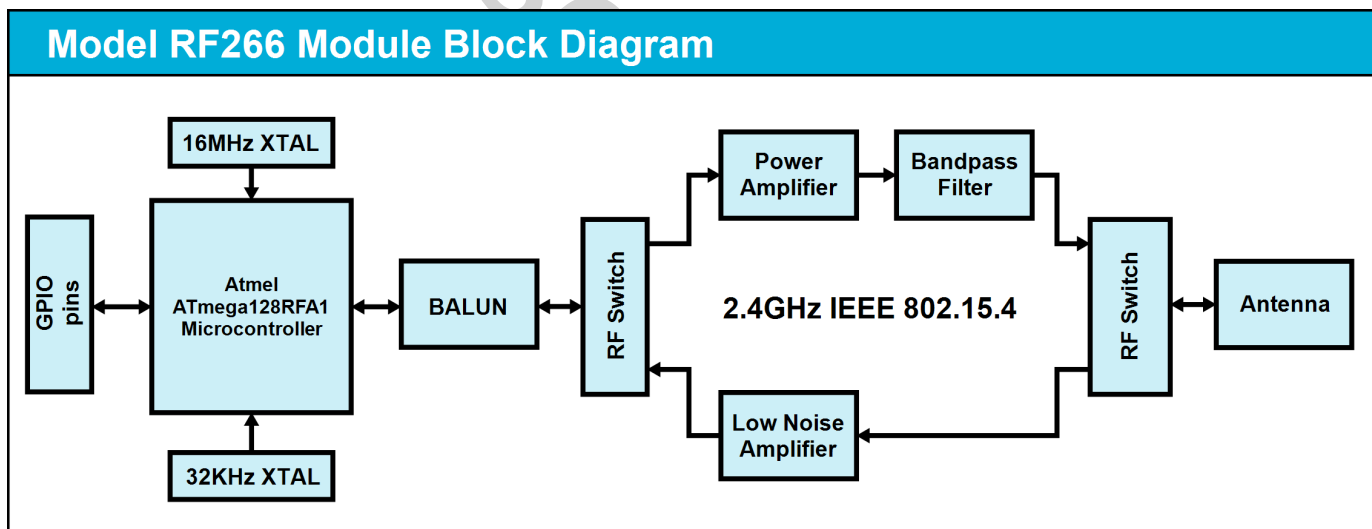 Model RF266 Module Block Diagram
16MHz XTAL
Power
Amplifier
Bandpass
Filter
GPIO
pins
Atmel
ATmega128RFA1
Microcontroller
BALUN
RF Switch
2.4GHz IEEE 802.15.4
RF Switch
Antenna
Low Noise
Amplifier
32KHz XTAL